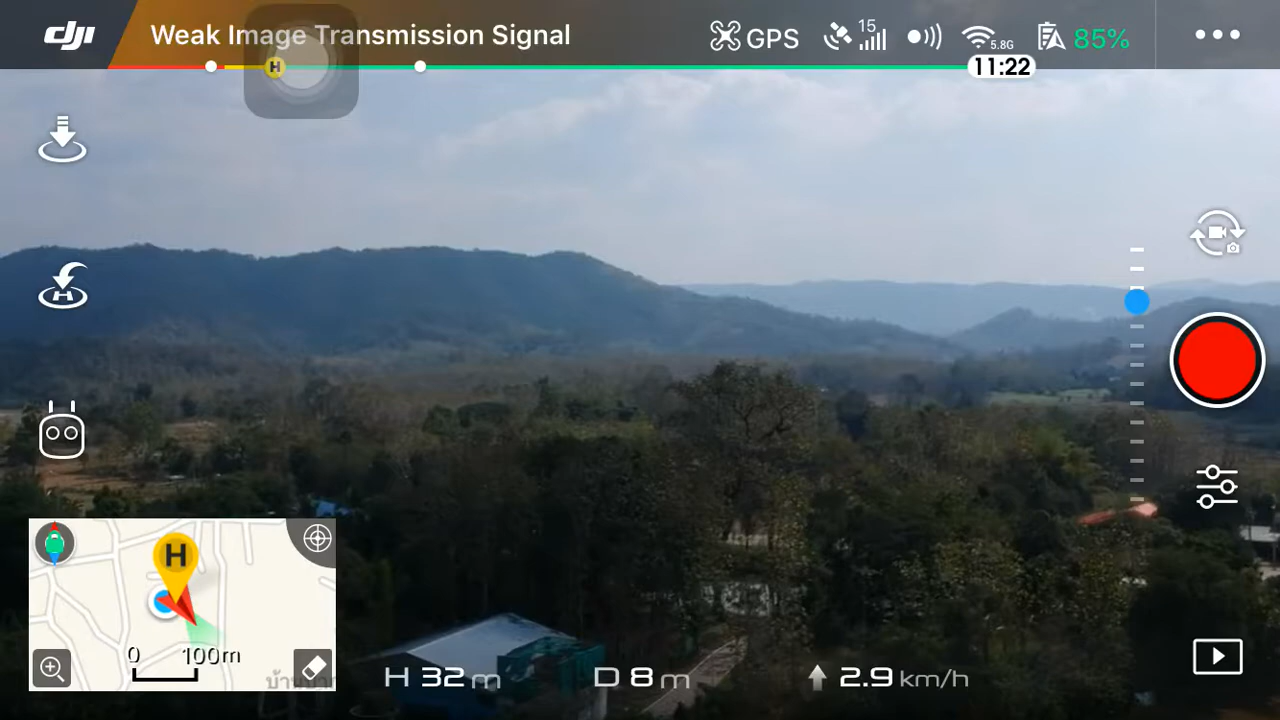 dji Weak Image Transmission Signal GPS 15 5.8G 85%
H 11:22
H
H
0 100m
H 32 m D 8 m 2.9 km/h